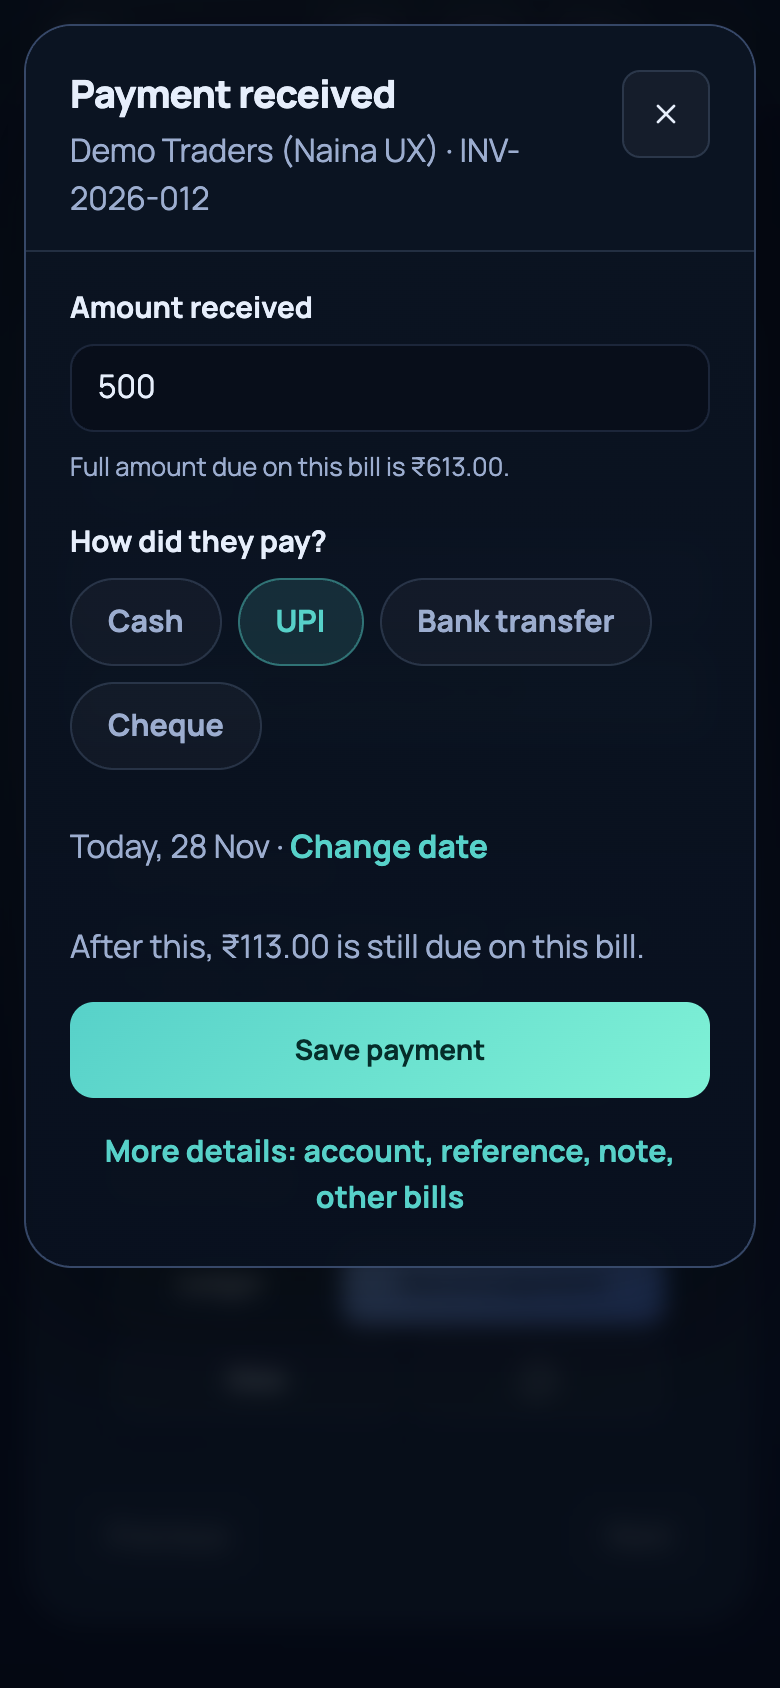 Payment received
Demo Traders (Naina UX) · INV-
2026-012
Amount received
500
Full amount due on this bill is ₹613.00.
How did they pay?
Cash
UPI
Bank transfer
Cheque
Today, 28 Nov · Change date
After this, ₹113.00 is still due on this bill.
Save payment
More details: account, reference, note,
other bills